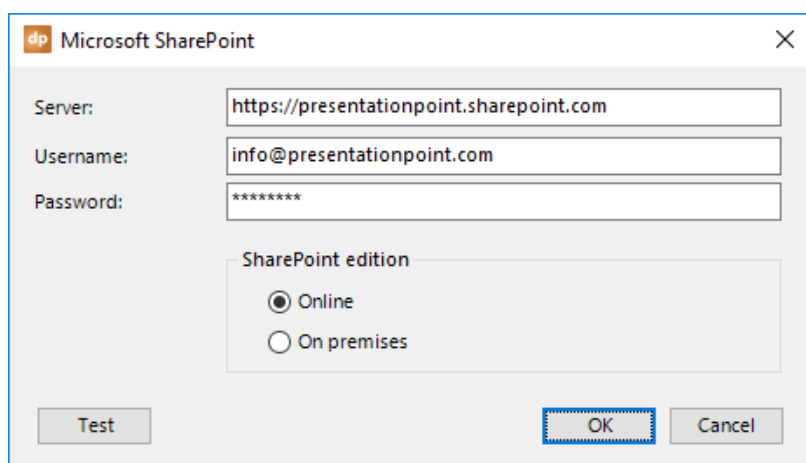 dp Microsoft SharePoint
Server: https://presentationpoint.sharepoint.com
Username: info@presentationpoint.com
Password: ********
SharePoint edition
Online
On premises
Test OK Cancel